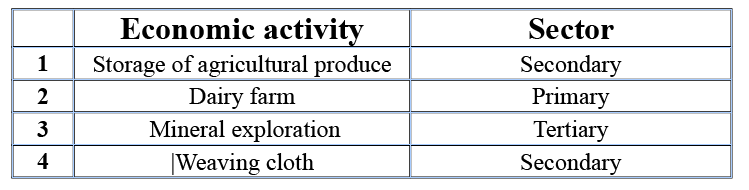 Economic activity Sector
1 Storage of agricultural produce Secondary
2 Dairy farm Primary
3 Mineral exploration Tertiary
4 |Weaving cloth Secondary